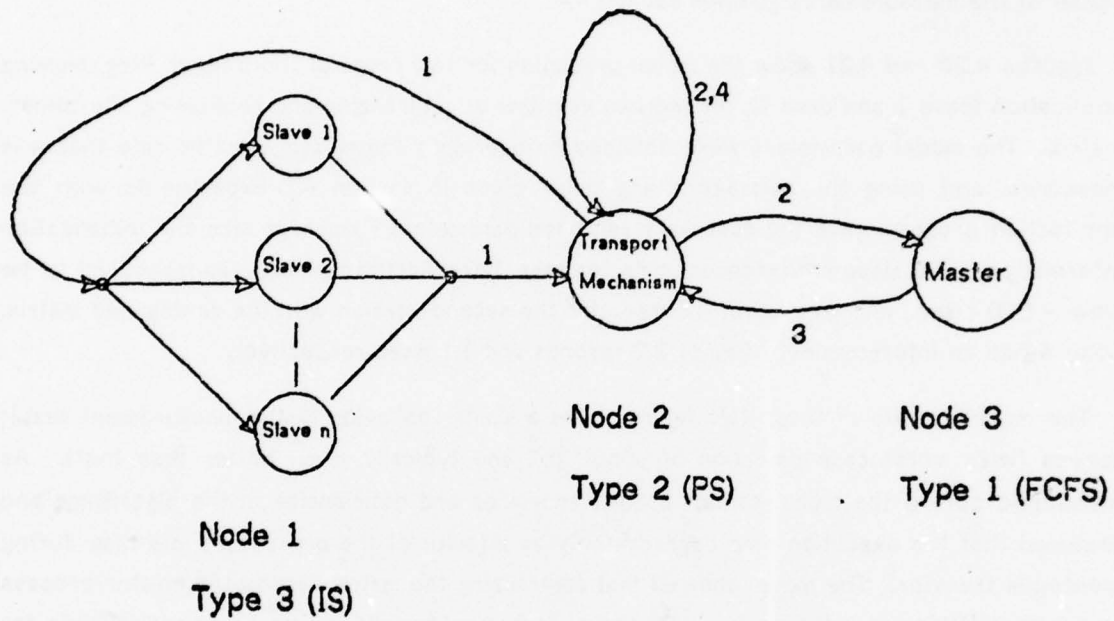 1
Slave 1
2,4
2
Slave 2
1
Transport
Mechanism
Master
3
Slave n
Node 2
Node 3
Type 2 (PS)
Type 1 (FCFS)
Node 1
Type 3 (IS)